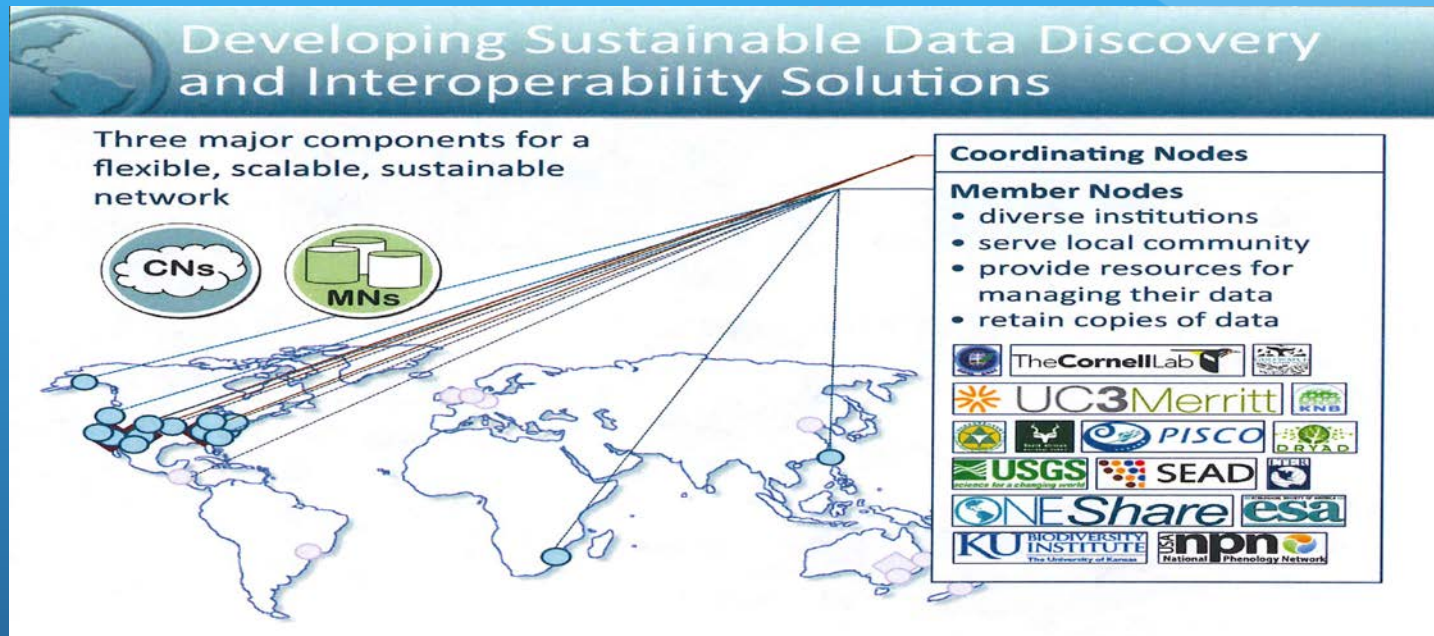 Developing Sustainable Data Discovery
and Interoperability Solutions
Three major components for a
flexible, scalable, sustainable
network
CNs
MNs
Coordinating Nodes
Member Nodes
• diverse institutions
• serve local community
• provide resources for
managing their data
• retain copies of data
TheCornellLab
UC3Merritt
KNB
PISCO
DRYAD
USGS
science for a changing world
SEAD
LTER
ONEShare
esa
KU BIODIVERSITY
INSTITUTE
The University of Kansas
USA
npn
National Phenology Network